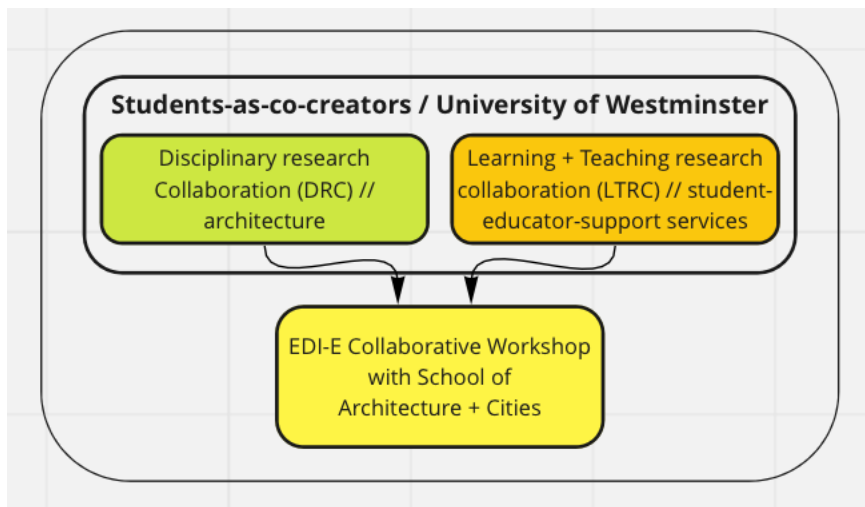 Students-as-co-creators / University of Westminster
Disciplinary research
Collaboration (DRC) //
architecture
Learning + Teaching research
collaboration (LTRC) // student-
educator-support services
EDI-E Collaborative Workshop
with School of
Architecture + Cities